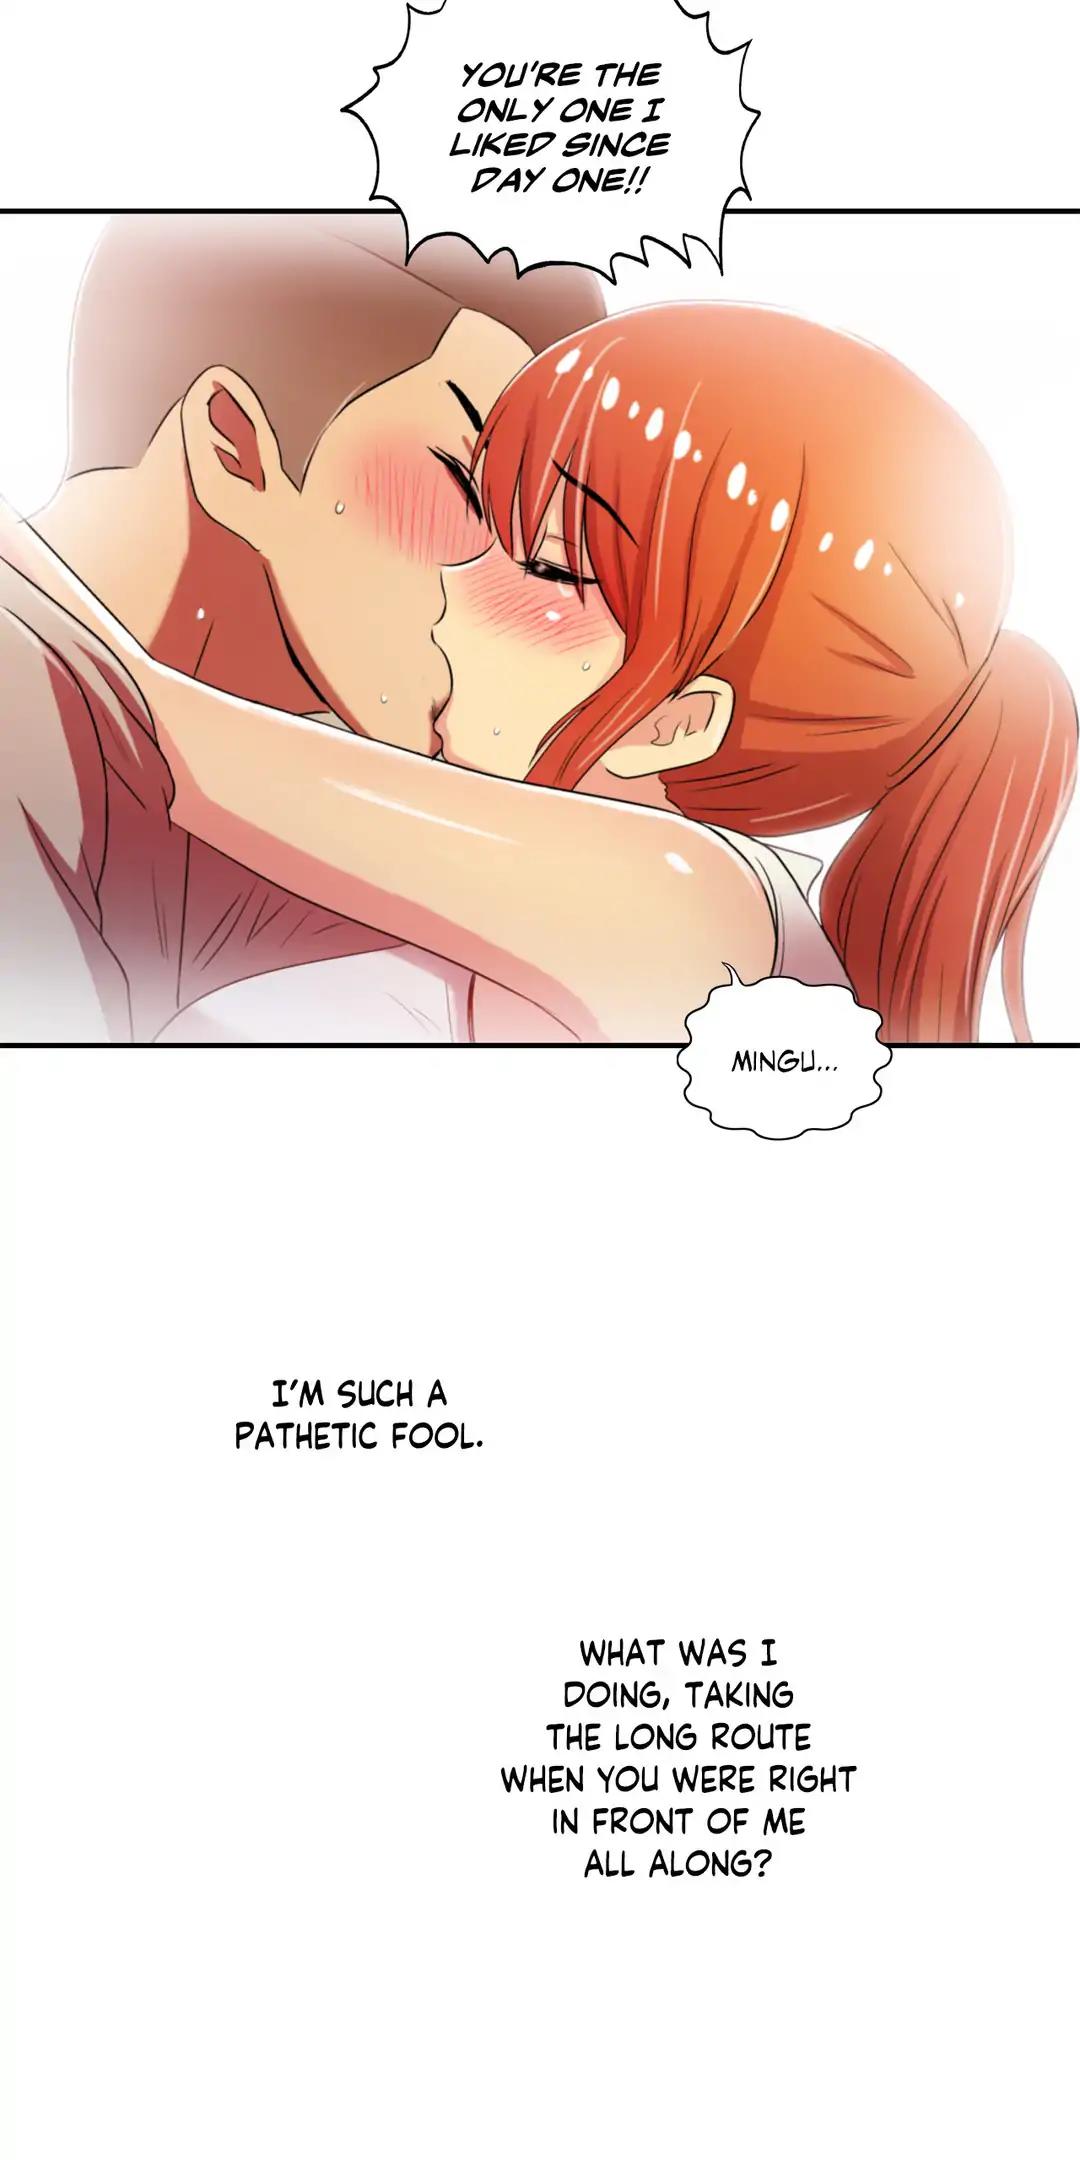 YOU'RE THE
ONLY ONE I
LIKED SINCE
DAY ONE!!
MINGU...
I'M SUCH A
PATHETIC FOOL.
WHAT WAS I
DOING, TAKING
THE LONG ROUTE
WHEN YOU WERE RIGHT
IN FRONT OF ME
ALL ALONG?